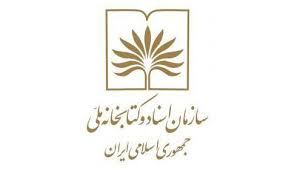 سازمان اسناد و کتابخانه ملی
جمهوری اسلامی ایران